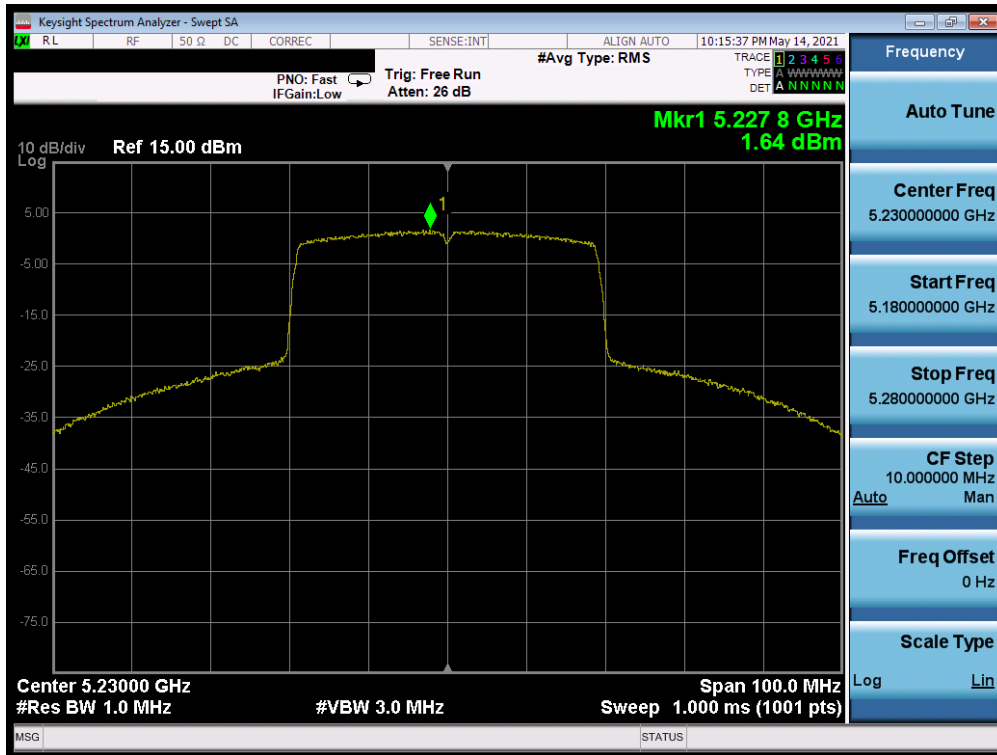 Keysight Spectrum Analyzer - Swept SA
LXI RL RF 50 Ω DC CORREC SENSE:INT ALIGN AUTO 10:15:37 PM May 14, 2021
#Avg Type: RMS
TRACE 1 2 3 4 5 6
TYPE A WWWWW
DET A N N N N N
PNO: Fast
IFGain:Low
Trig: Free Run
Atten: 26 dB
Mkr1 5.227 8 GHz
1.64 dBm
10 dB/div Ref 15.00 dBm
Log
1
5.00
-5.00
-15.0
-25.0
-35.0
-45.0
-55.0
-65.0
-75.0
Center 5.23000 GHz Span 100.0 MHz
#Res BW 1.0 MHz #VBW 3.0 MHz Sweep 1.000 ms (1001 pts)
MSG STATUS
Frequency
Auto Tune
Center Freq
5.230000000 GHz
Start Freq
5.180000000 GHz
Stop Freq
5.280000000 GHz
CF Step
10.000000 MHz
Auto Man
Freq Offset
0 Hz
Scale Type
Log Lin